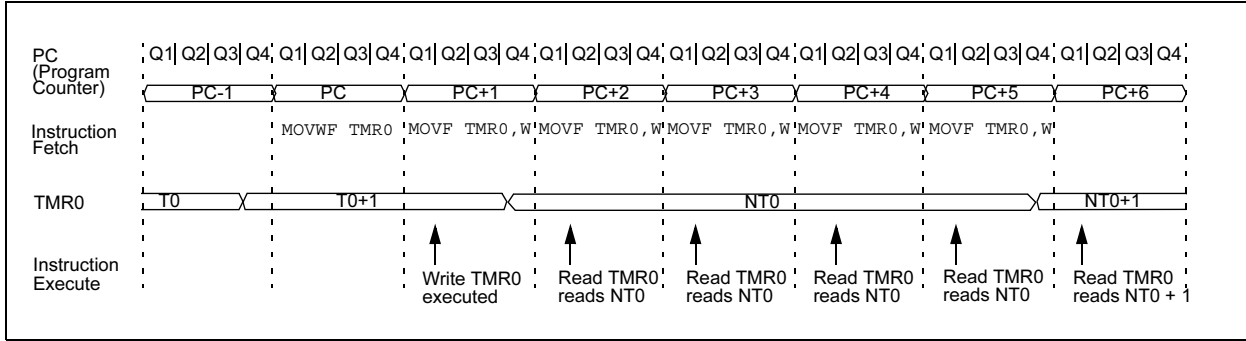 PC
(Program
Counter)
Q1 Q2 Q3 Q4 Q1 Q2 Q3 Q4 Q1 Q2 Q3 Q4 Q1 Q2 Q3 Q4 Q1 Q2 Q3 Q4 Q1 Q2 Q3 Q4 Q1 Q2 Q3 Q4 Q1 Q2 Q3 Q4
PC-1 PC PC+1 PC+2 PC+3 PC+4 PC+5 PC+6
Instruction
Fetch
MOVWF TMR0 MOVF TMR0,W MOVF TMR0,W MOVF TMR0,W MOVF TMR0,W MOVF TMR0,W
TMR0
T0 T0+1 NT0 NT0+1
Instruction
Execute
Write TMR0
executed
Read TMR0
reads NT0
Read TMR0
reads NT0
Read TMR0
reads NT0
Read TMR0
reads NT0
Read TMR0
reads NT0 + 1